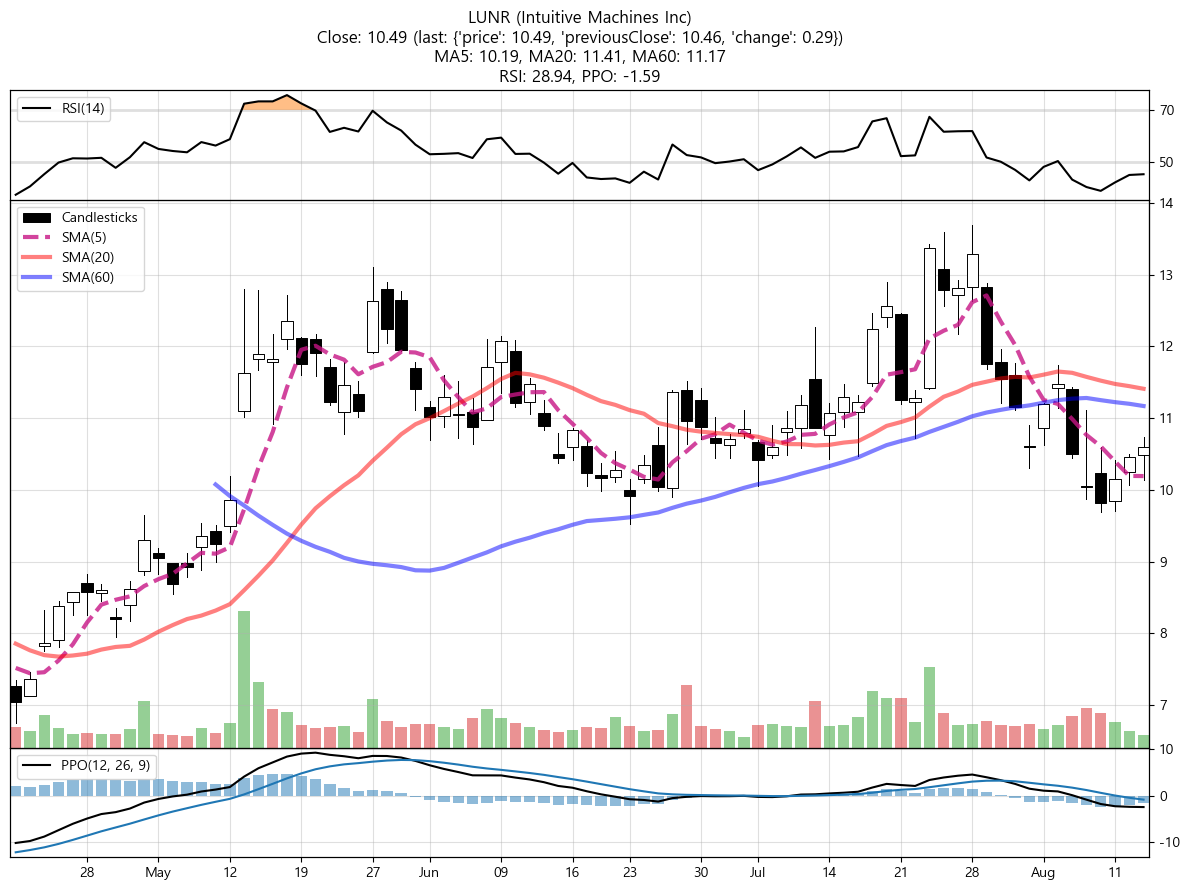 LUNR (Intuitive Machines Inc)
Close: 10.49 (last: {'price': 10.49, 'previousClose': 10.46, 'change': 0.29})
MA5: 10.19, MA20: 11.41, MA60: 11.17
RSI: 28.94, PPO: -1.59
RSI(14)
70
50
Candlesticks
SMA(5)
SMA(20)
SMA(60)
14
13
12
11
10
9
8
7
PPO(12, 26, 9)
10
0
-10
28 May 12 19 27 Jun 09 16 23 30 Jul 14 21 28 Aug 11